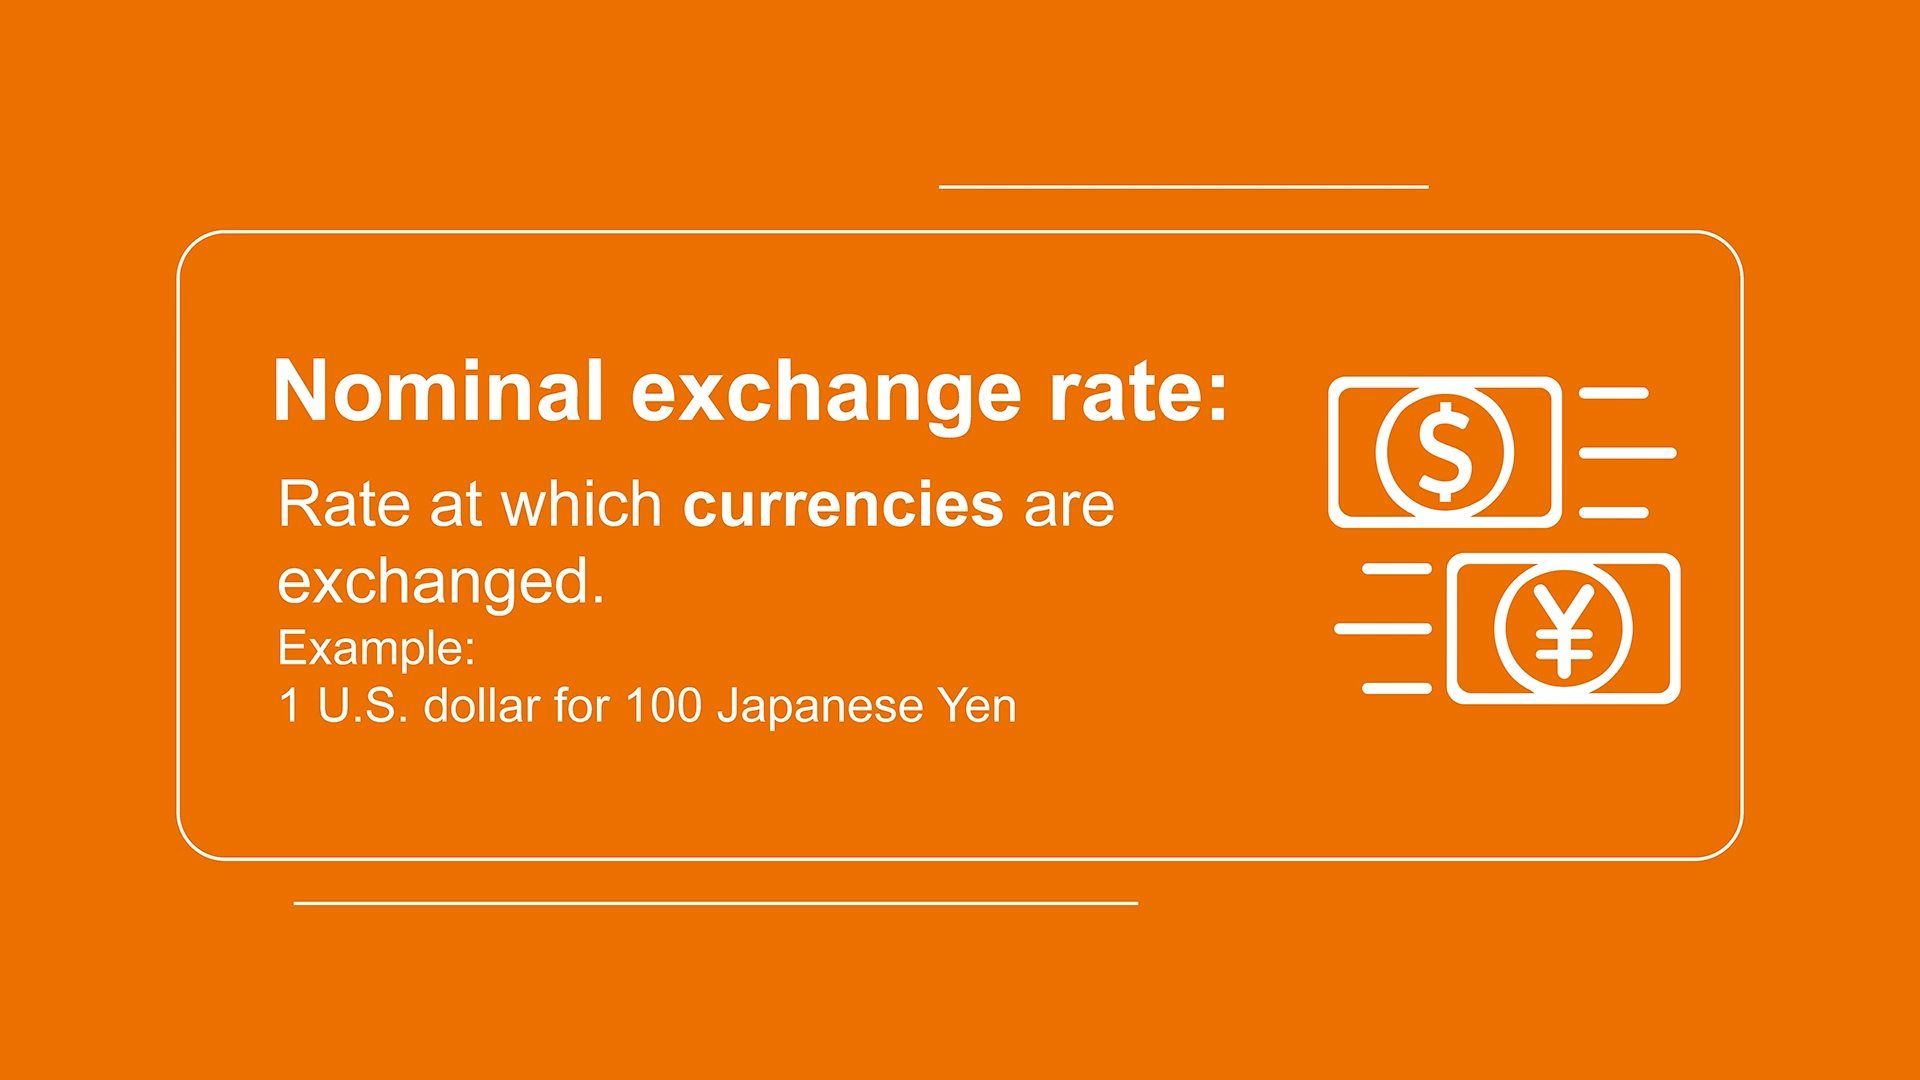 Nominal exchange rate:
Rate at which currencies are
exchanged.
Example:
1 U.S. dollar for 100 Japanese Yen
$
¥